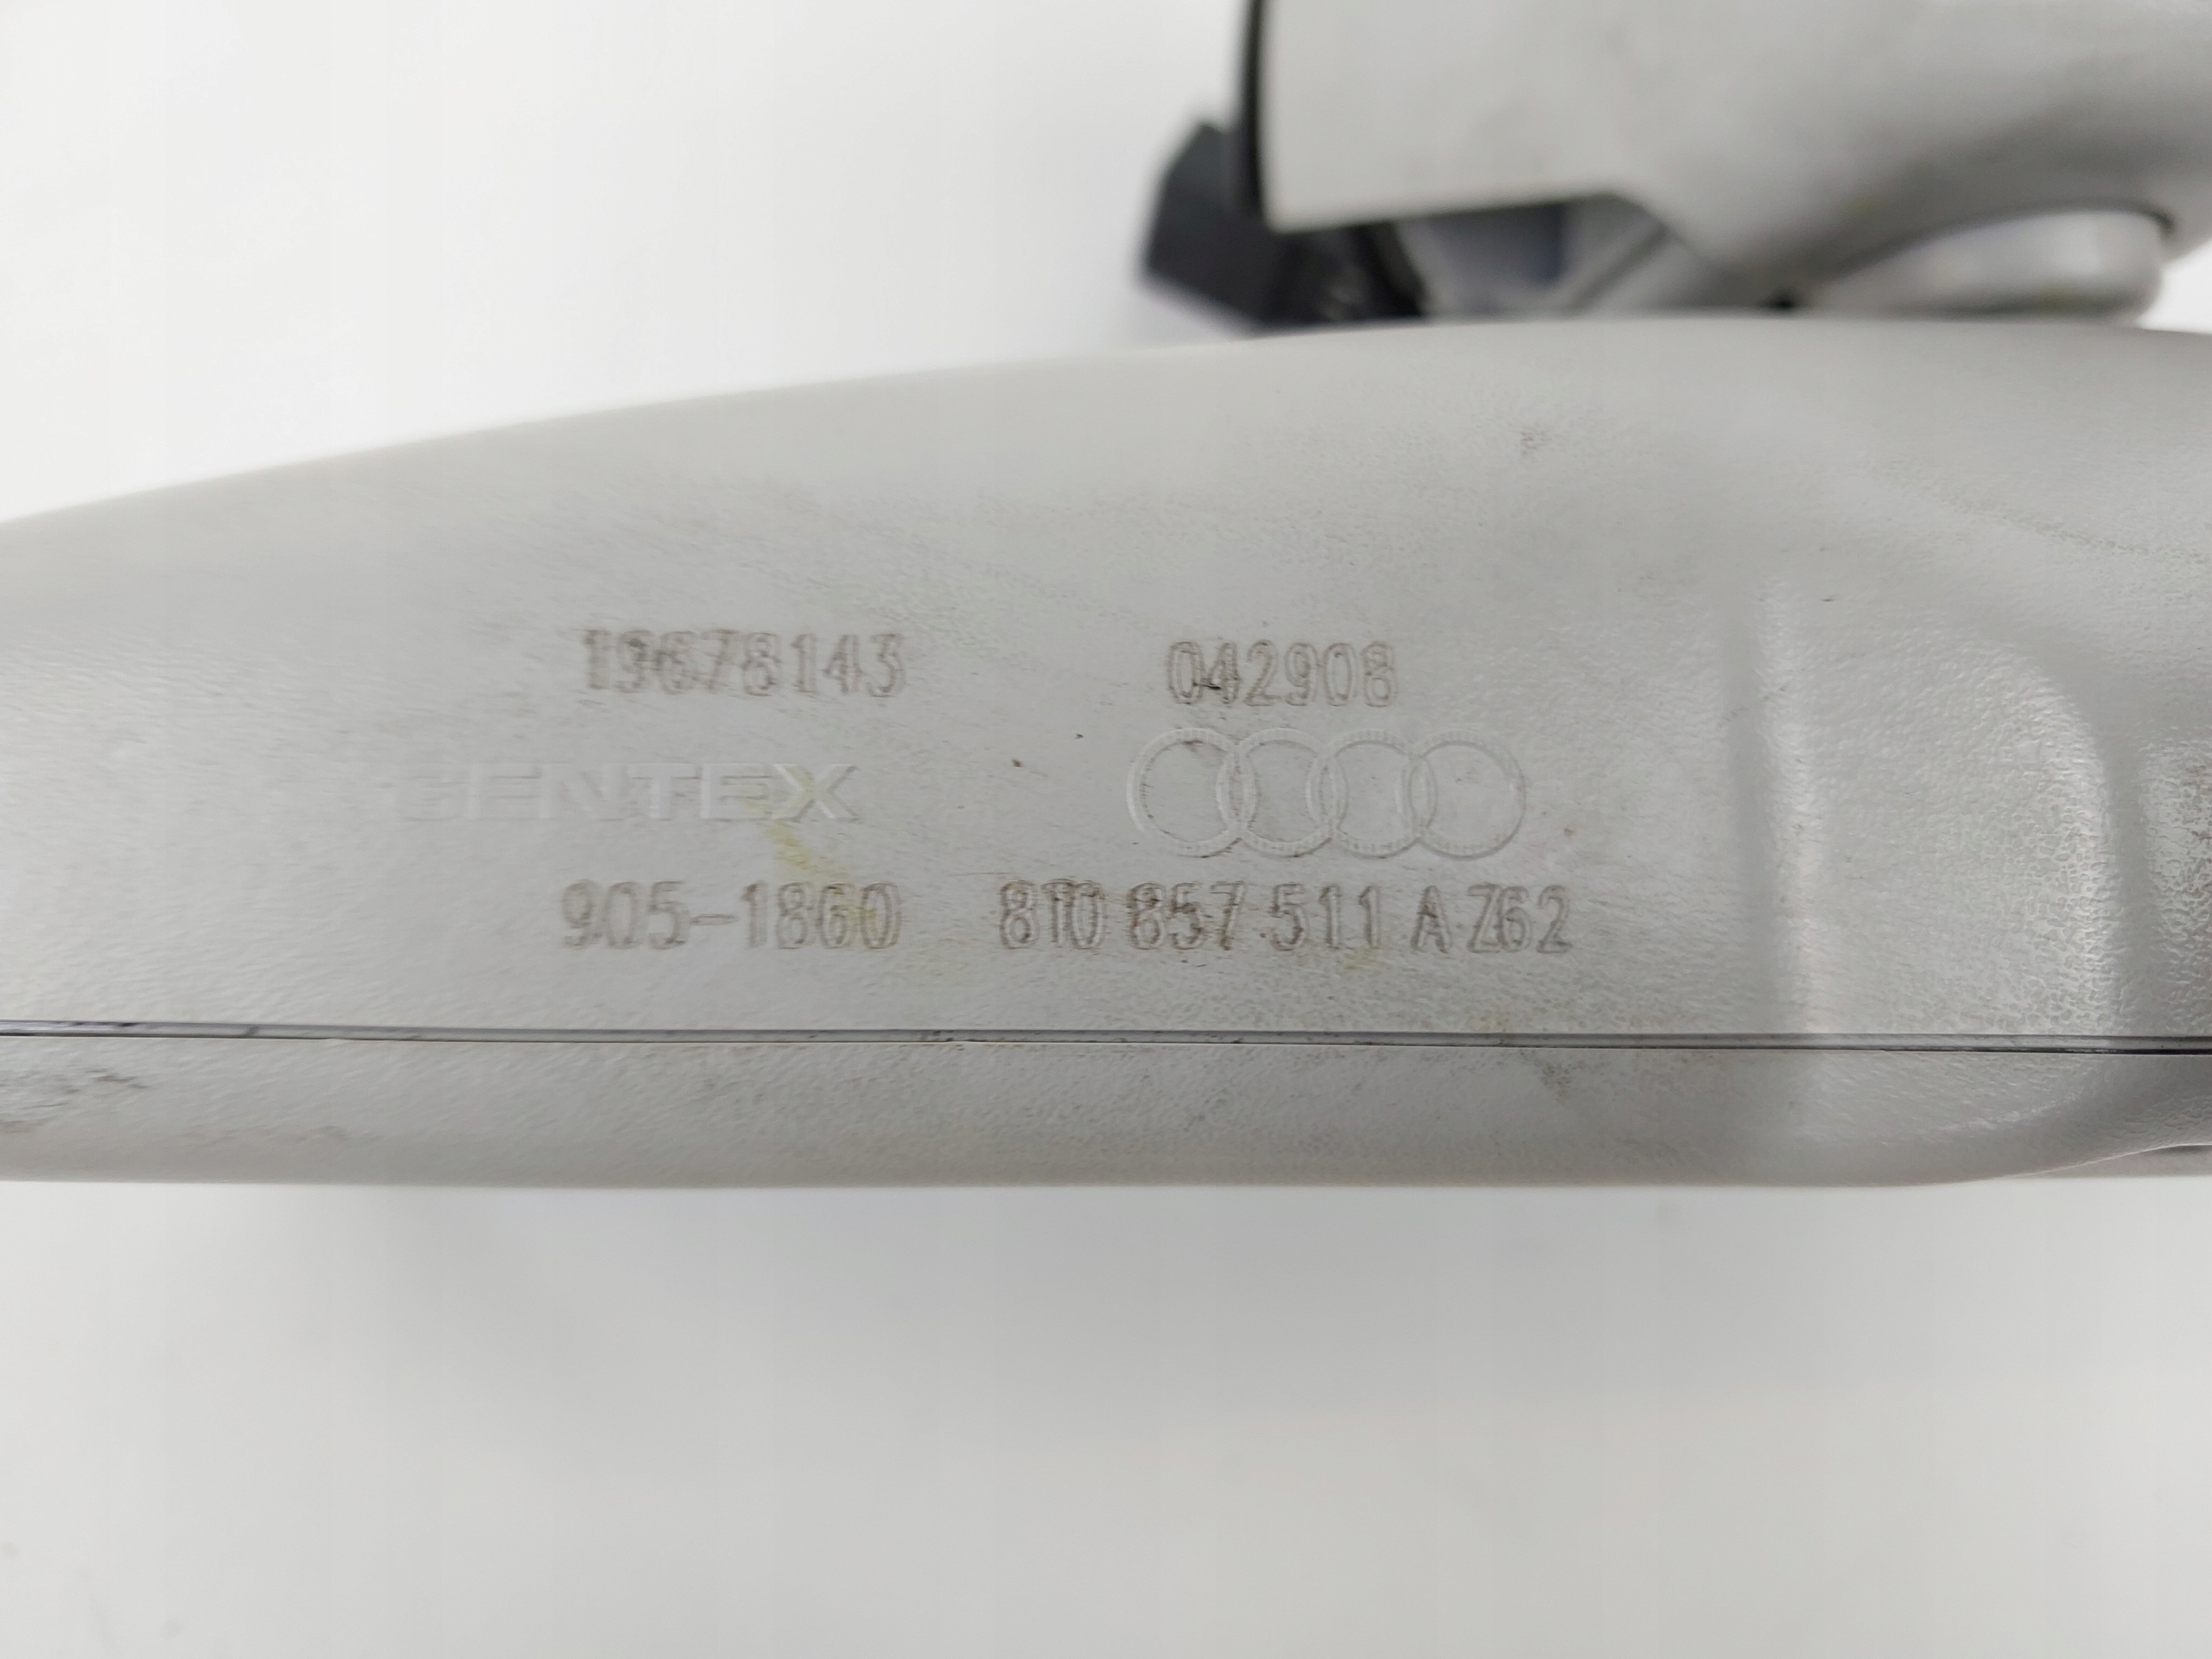 19678143 042908
GENTEX
905-1860 8T0 857 511 A Z62